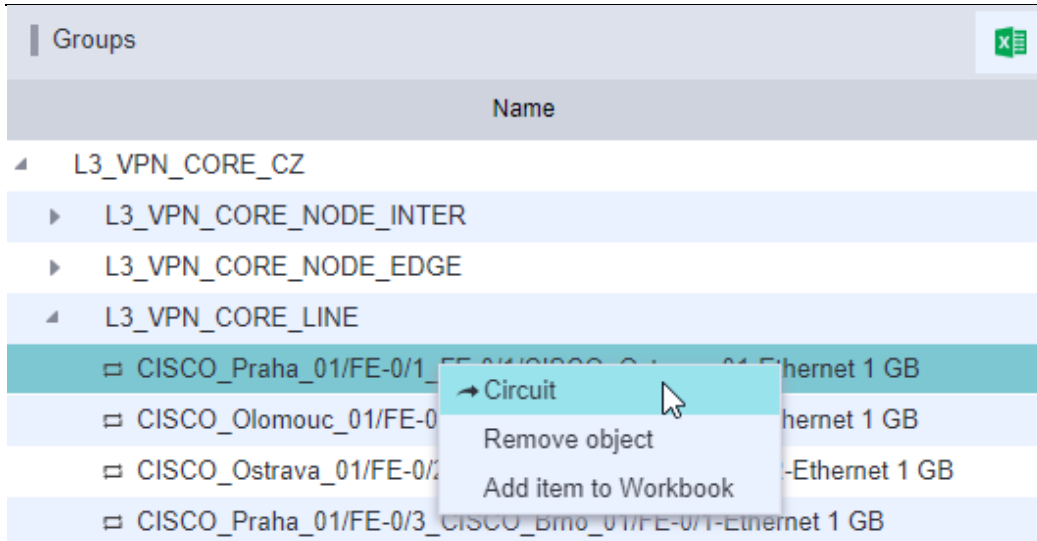 Groups
Name
L3_VPN_CORE_CZ
L3_VPN_CORE_NODE_INTER
L3_VPN_CORE_NODE_EDGE
L3_VPN_CORE_LINE
CISCO_Praha_01/FE-0/1_ hernet 1 GB
Circuit
CISCO_Olomouc_01/FE-0 hernet 1 GB
Remove object
CISCO_Ostrava_01/FE-0/ -Ethernet 1 GB
Add item to Workbook
CISCO_Praha_01/FE-0/3_CISCO_Brno_01/FE-0/1-Ethernet 1 GB